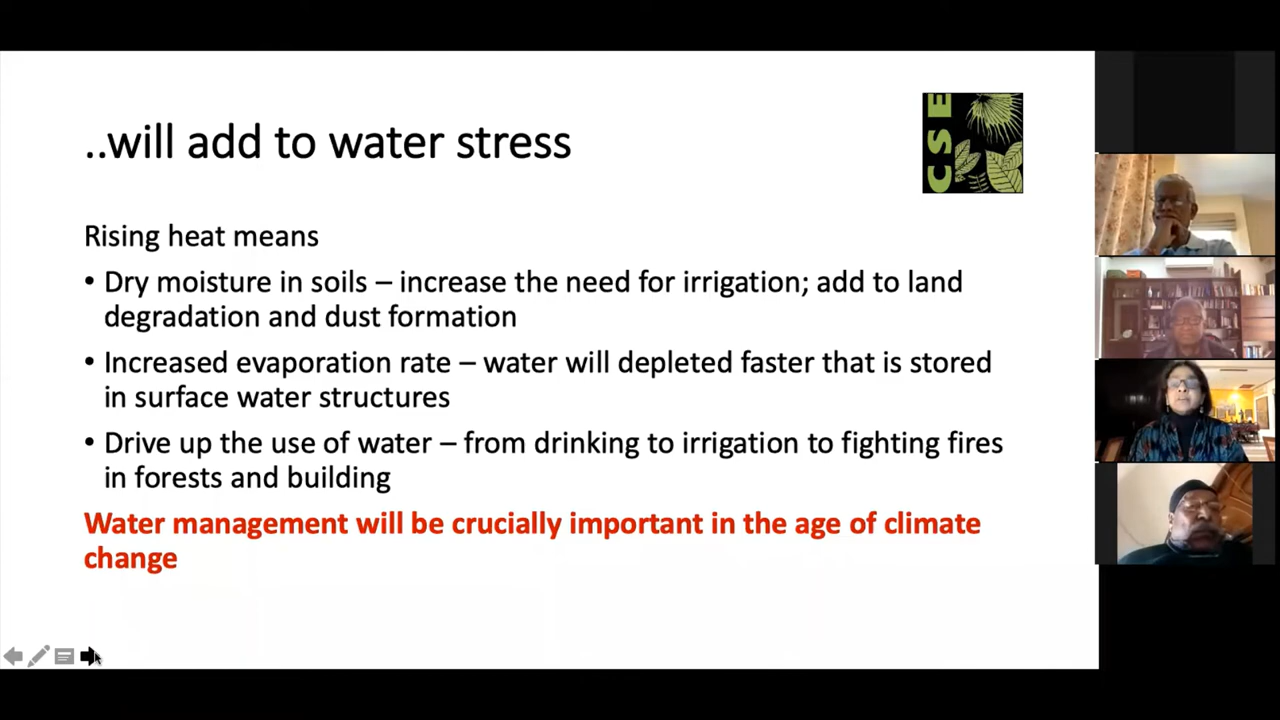 ..will add to water stress
CSE
Rising heat means
• Dry moisture in soils – increase the need for irrigation; add to land
degradation and dust formation
• Increased evaporation rate – water will depleted faster that is stored
in surface water structures
• Drive up the use of water – from drinking to irrigation to fighting fires
in forests and building
Water management will be crucially important in the age of climate
change